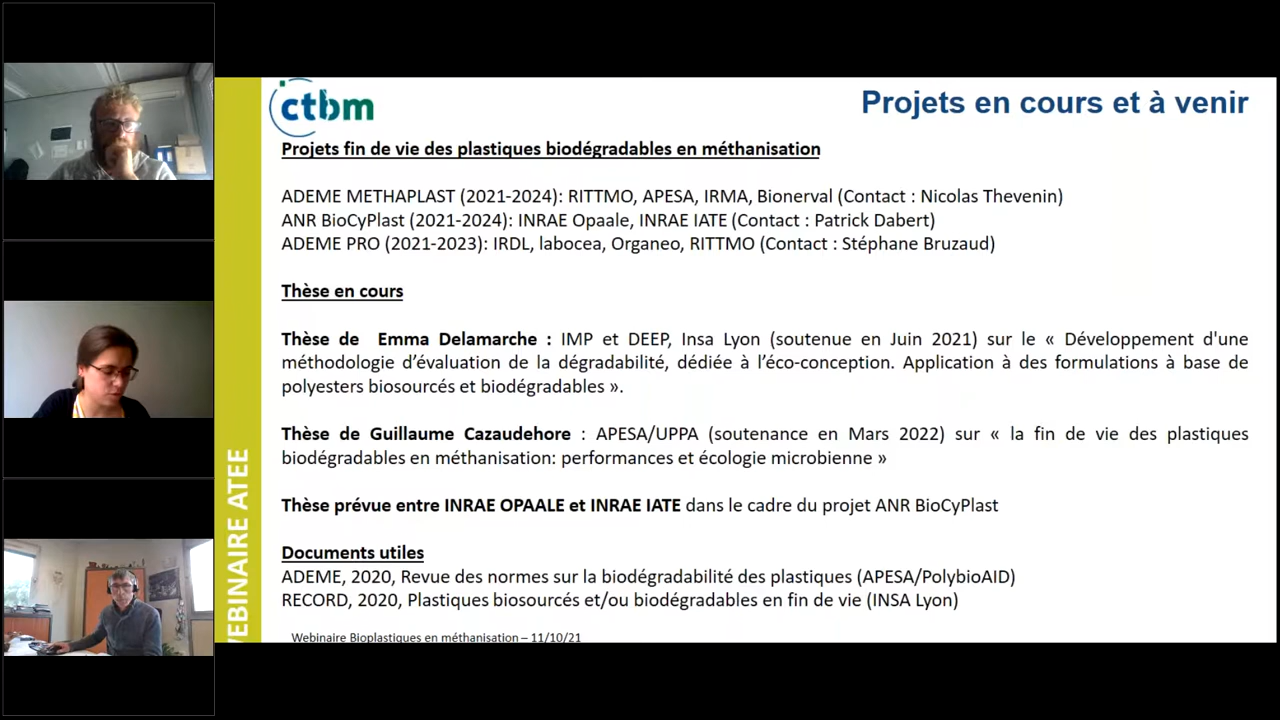 ctbm
Projets en cours et à venir
Projets fin de vie des plastiques biodégradables en méthanisation
ADEME METHAPLAST (2021-2024): RITTMO, APESA, IRMA, Bionerval (Contact : Nicolas Thevenin)
ANR BioCyPlast (2021-2024): INRAE Opaale, INRAE IATE (Contact : Patrick Dabert)
ADEME PRO (2021-2023): IRDL, labocea, Organeo, RITTMO (Contact : Stéphane Bruzaud)
Thèse en cours
Thèse de Emma Delamarche : IMP et DEEP, Insa Lyon (soutenue en Juin 2021) sur le « Développement d'une
méthodologie d’évaluation de la dégradabilité, dédiée à l’éco-conception. Application à des formulations à base de
polyesters biosourcés et biodégradables ».
Thèse de Guillaume Cazaudehore : APESA/UPPA (soutenance en Mars 2022) sur « la fin de vie des plastiques
biodégradables en méthanisation: performances et écologie microbienne »
Thèse prévue entre INRAE OPAALE et INRAE IATE dans le cadre du projet ANR BioCyPlast
Documents utiles
ADEME, 2020, Revue des normes sur la biodégradabilité des plastiques (APESA/PolybioAID)
RECORD, 2020, Plastiques biosourcés et/ou biodégradables en fin de vie (INSA Lyon)
Webinaire Bioplastiques en méthanisation – 11/10/21
WEBINAIRE ATEE